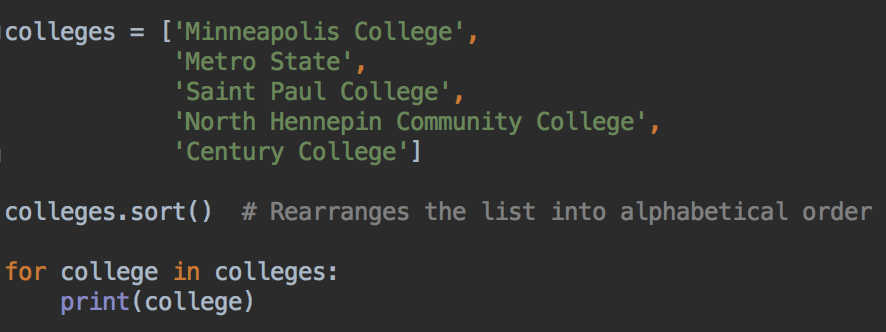 colleges = ['Minneapolis College',
            'Metro State',
            'Saint Paul College',
            'North Hennepin Community College',
            'Century College']
colleges.sort()  # Rearranges the list into alphabetical order
for college in colleges:
    print(college)